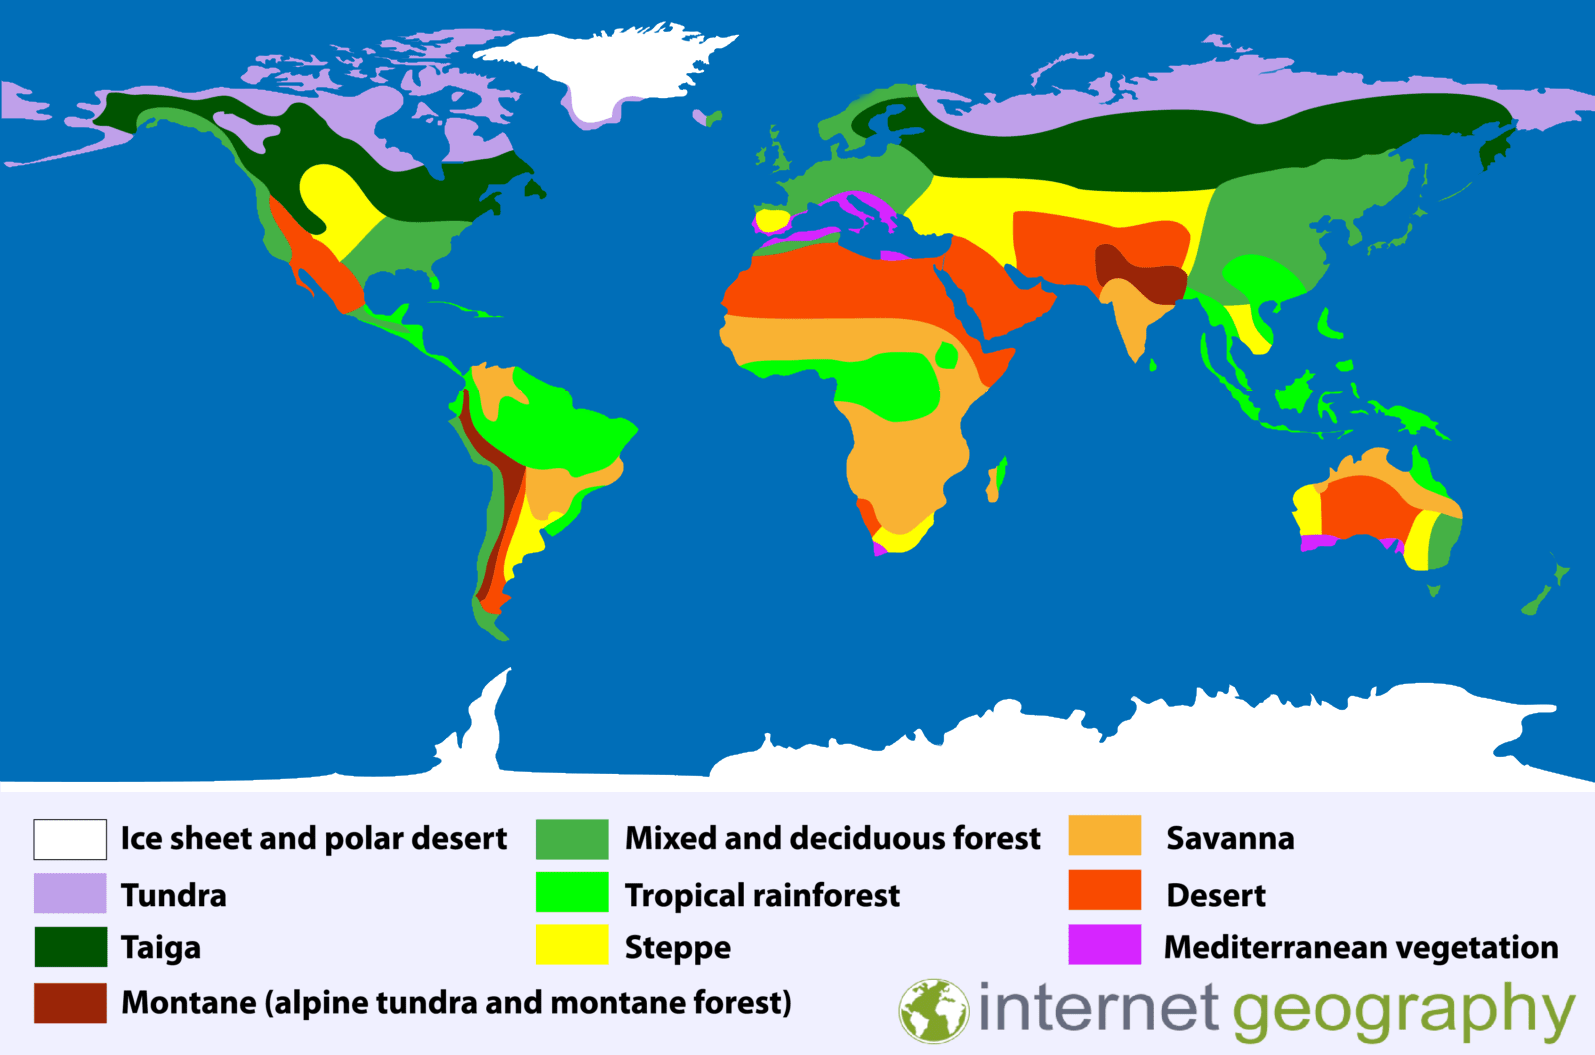 Ice sheet and polar desert
Mixed and deciduous forest
Savanna
Tundra
Tropical rainforest
Desert
Taiga
Steppe
Mediterranean vegetation
Montane (alpine tundra and montane forest)
internet geography